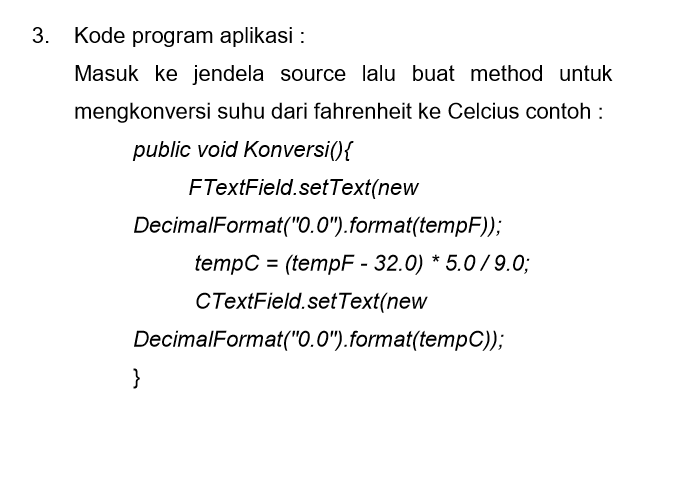 3. Kode program aplikasi :
Masuk ke jendela source lalu buat method untuk
mengkonversi suhu dari fahrenheit ke Celcius contoh :
public void Konversi(){
FTextField.setText(new
DecimalFormat("0.0").format(tempF));
tempC = (tempF - 32.0) * 5.0 / 9.0;
CTextField.setText(new
DecimalFormat("0.0").format(tempC));
}